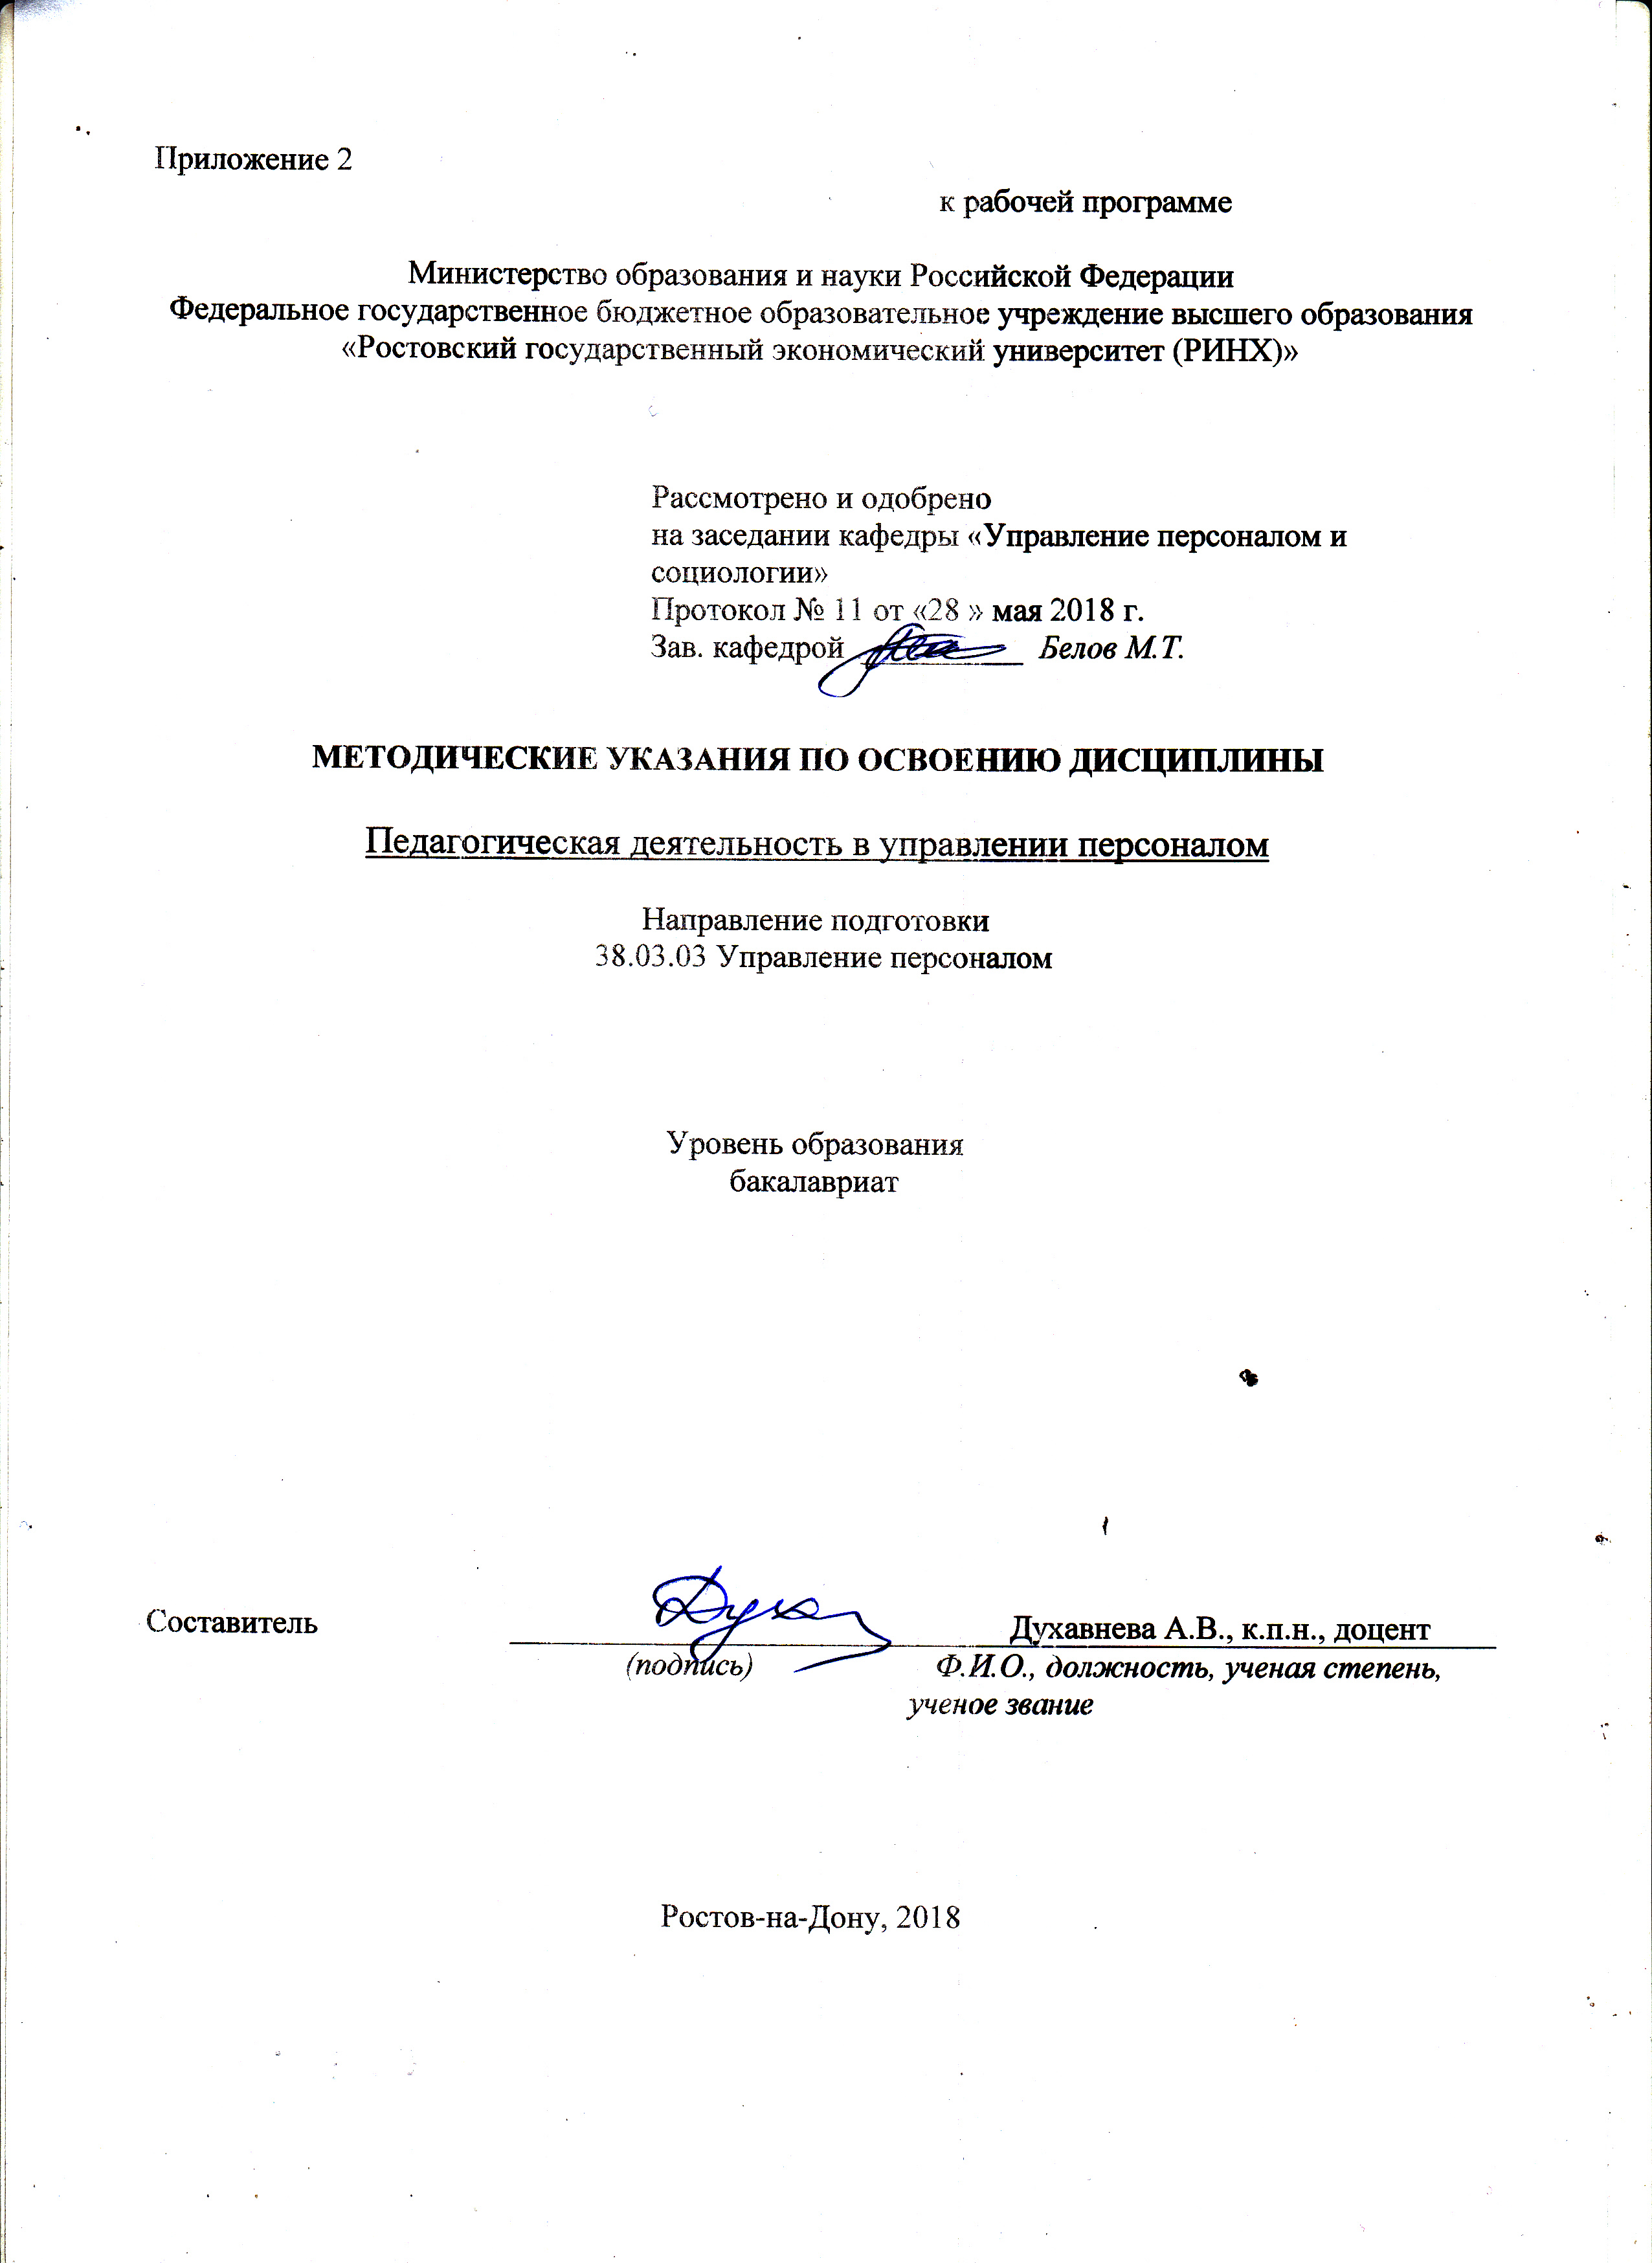 Приложение 2
к рабочей программе
Министерство образования и науки Российской Федерации
Федеральное государственное бюджетное образовательное учреждение высшего образования
«Ростовский государственный экономический университет (РИНХ)»
Рассмотрено и одобрено
на заседании кафедры «Управление персоналом и
социологии»
Протокол № 11 от «28 » мая 2018 г.
Зав. кафедрой Белов М.Т.
МЕТОДИЧЕСКИЕ УКАЗАНИЯ ПО ОСВОЕНИЮ ДИСЦИПЛИНЫ
Педагогическая деятельность в управлении персоналом
Направление подготовки
38.03.03 Управление персоналом
Уровень образования
бакалавриат
Составитель Духавнева А.В., к.п.н., доцент
(подпись) Ф.И.О., должность, ученая степень,
ученое звание
Ростов-на-Дону, 2018